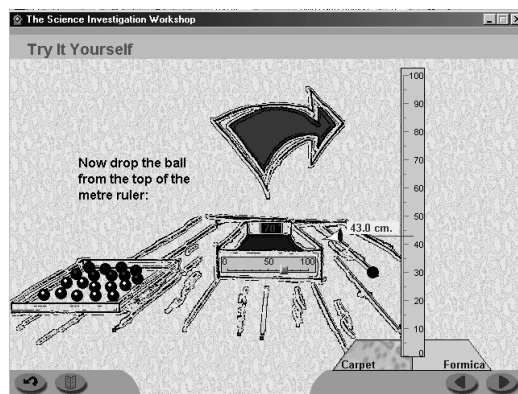 The Science Investigation Workshop
Try It Yourself
Now drop the ball
from the top of the
metre ruler:
100
90
80
70
60
50
40
30
20
10
0
70
43.0 cm.
0 50 100
Carpet
Formica